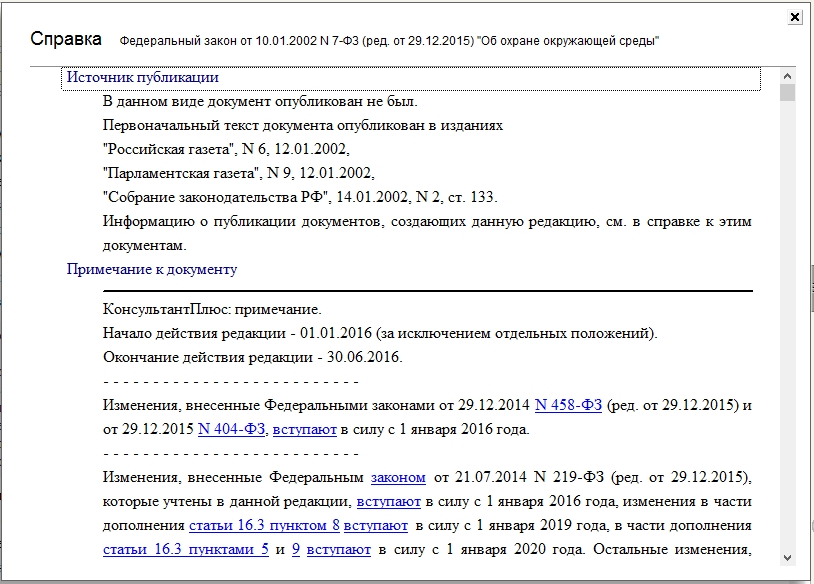 Справка Федеральный закон от 10.01.2002 N 7-ФЗ (ред. от 29.12.2015) "Об охране окружающей среды"
Источник публикации
В данном виде документ опубликован не был.
Первоначальный текст документа опубликован в изданиях
"Российская газета", N 6, 12.01.2002,
"Парламентская газета", N 9, 12.01.2002,
"Собрание законодательства РФ", 14.01.2002, N 2, ст. 133.
Информацию о публикации документов, создающих данную редакцию, см. в справке к этим
документам.
Примечание к документу
КонсультантПлюс: примечание.
Начало действия редакции - 01.01.2016 (за исключением отдельных положений).
Окончание действия редакции - 30.06.2016.
- - - - - - - - - - - - - - - - - - - - - - - - - -
Изменения, внесенные Федеральными законами от 29.12.2014 N 458-ФЗ (ред. от 29.12.2015) и
от 29.12.2015 N 404-ФЗ, вступают в силу с 1 января 2016 года.
- - - - - - - - - - - - - - - - - - - - - - - - - -
Изменения, внесенные Федеральным законом от 21.07.2014 N 219-ФЗ (ред. от 29.12.2015),
которые учтены в данной редакции, вступают в силу с 1 января 2016 года, изменения в части
дополнения статьи 16.3 пунктом 8 вступают в силу с 1 января 2019 года, в части дополнения
статьи 16.3 пунктами 5 и 9 вступают в силу с 1 января 2020 года. Остальные изменения,